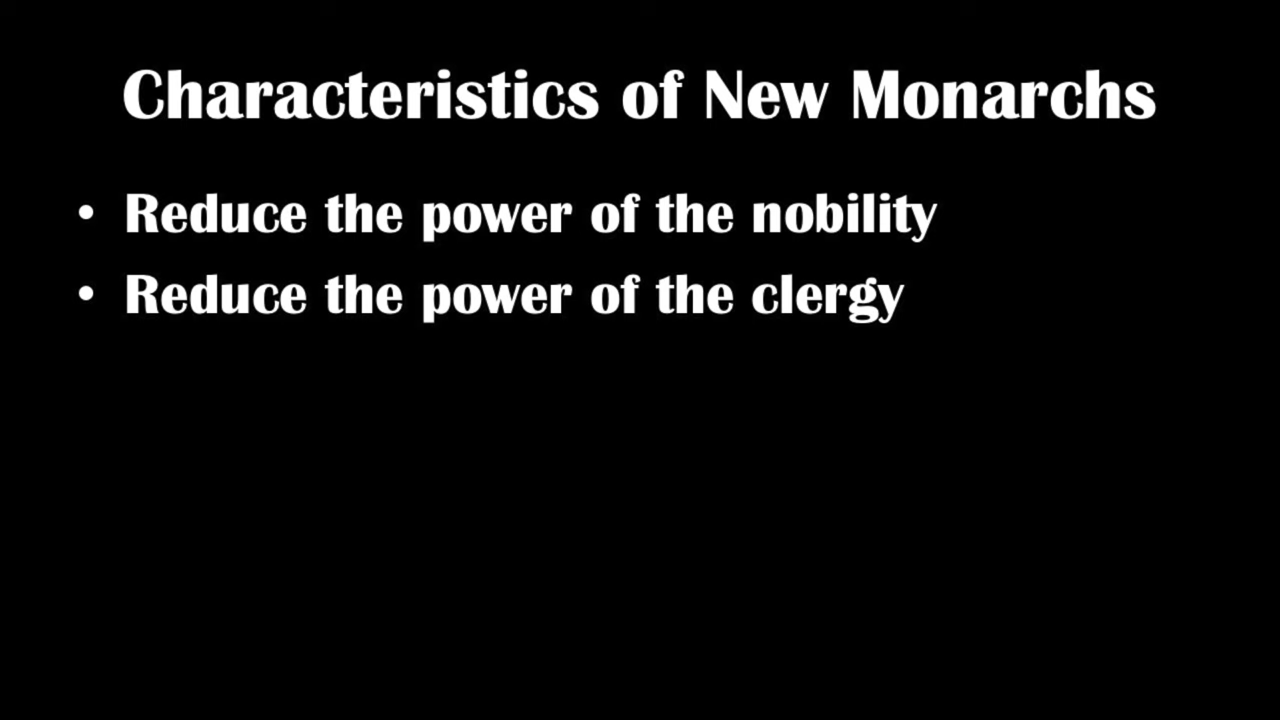 Characteristics of New Monarchs
• Reduce the power of the nobility
• Reduce the power of the clergy